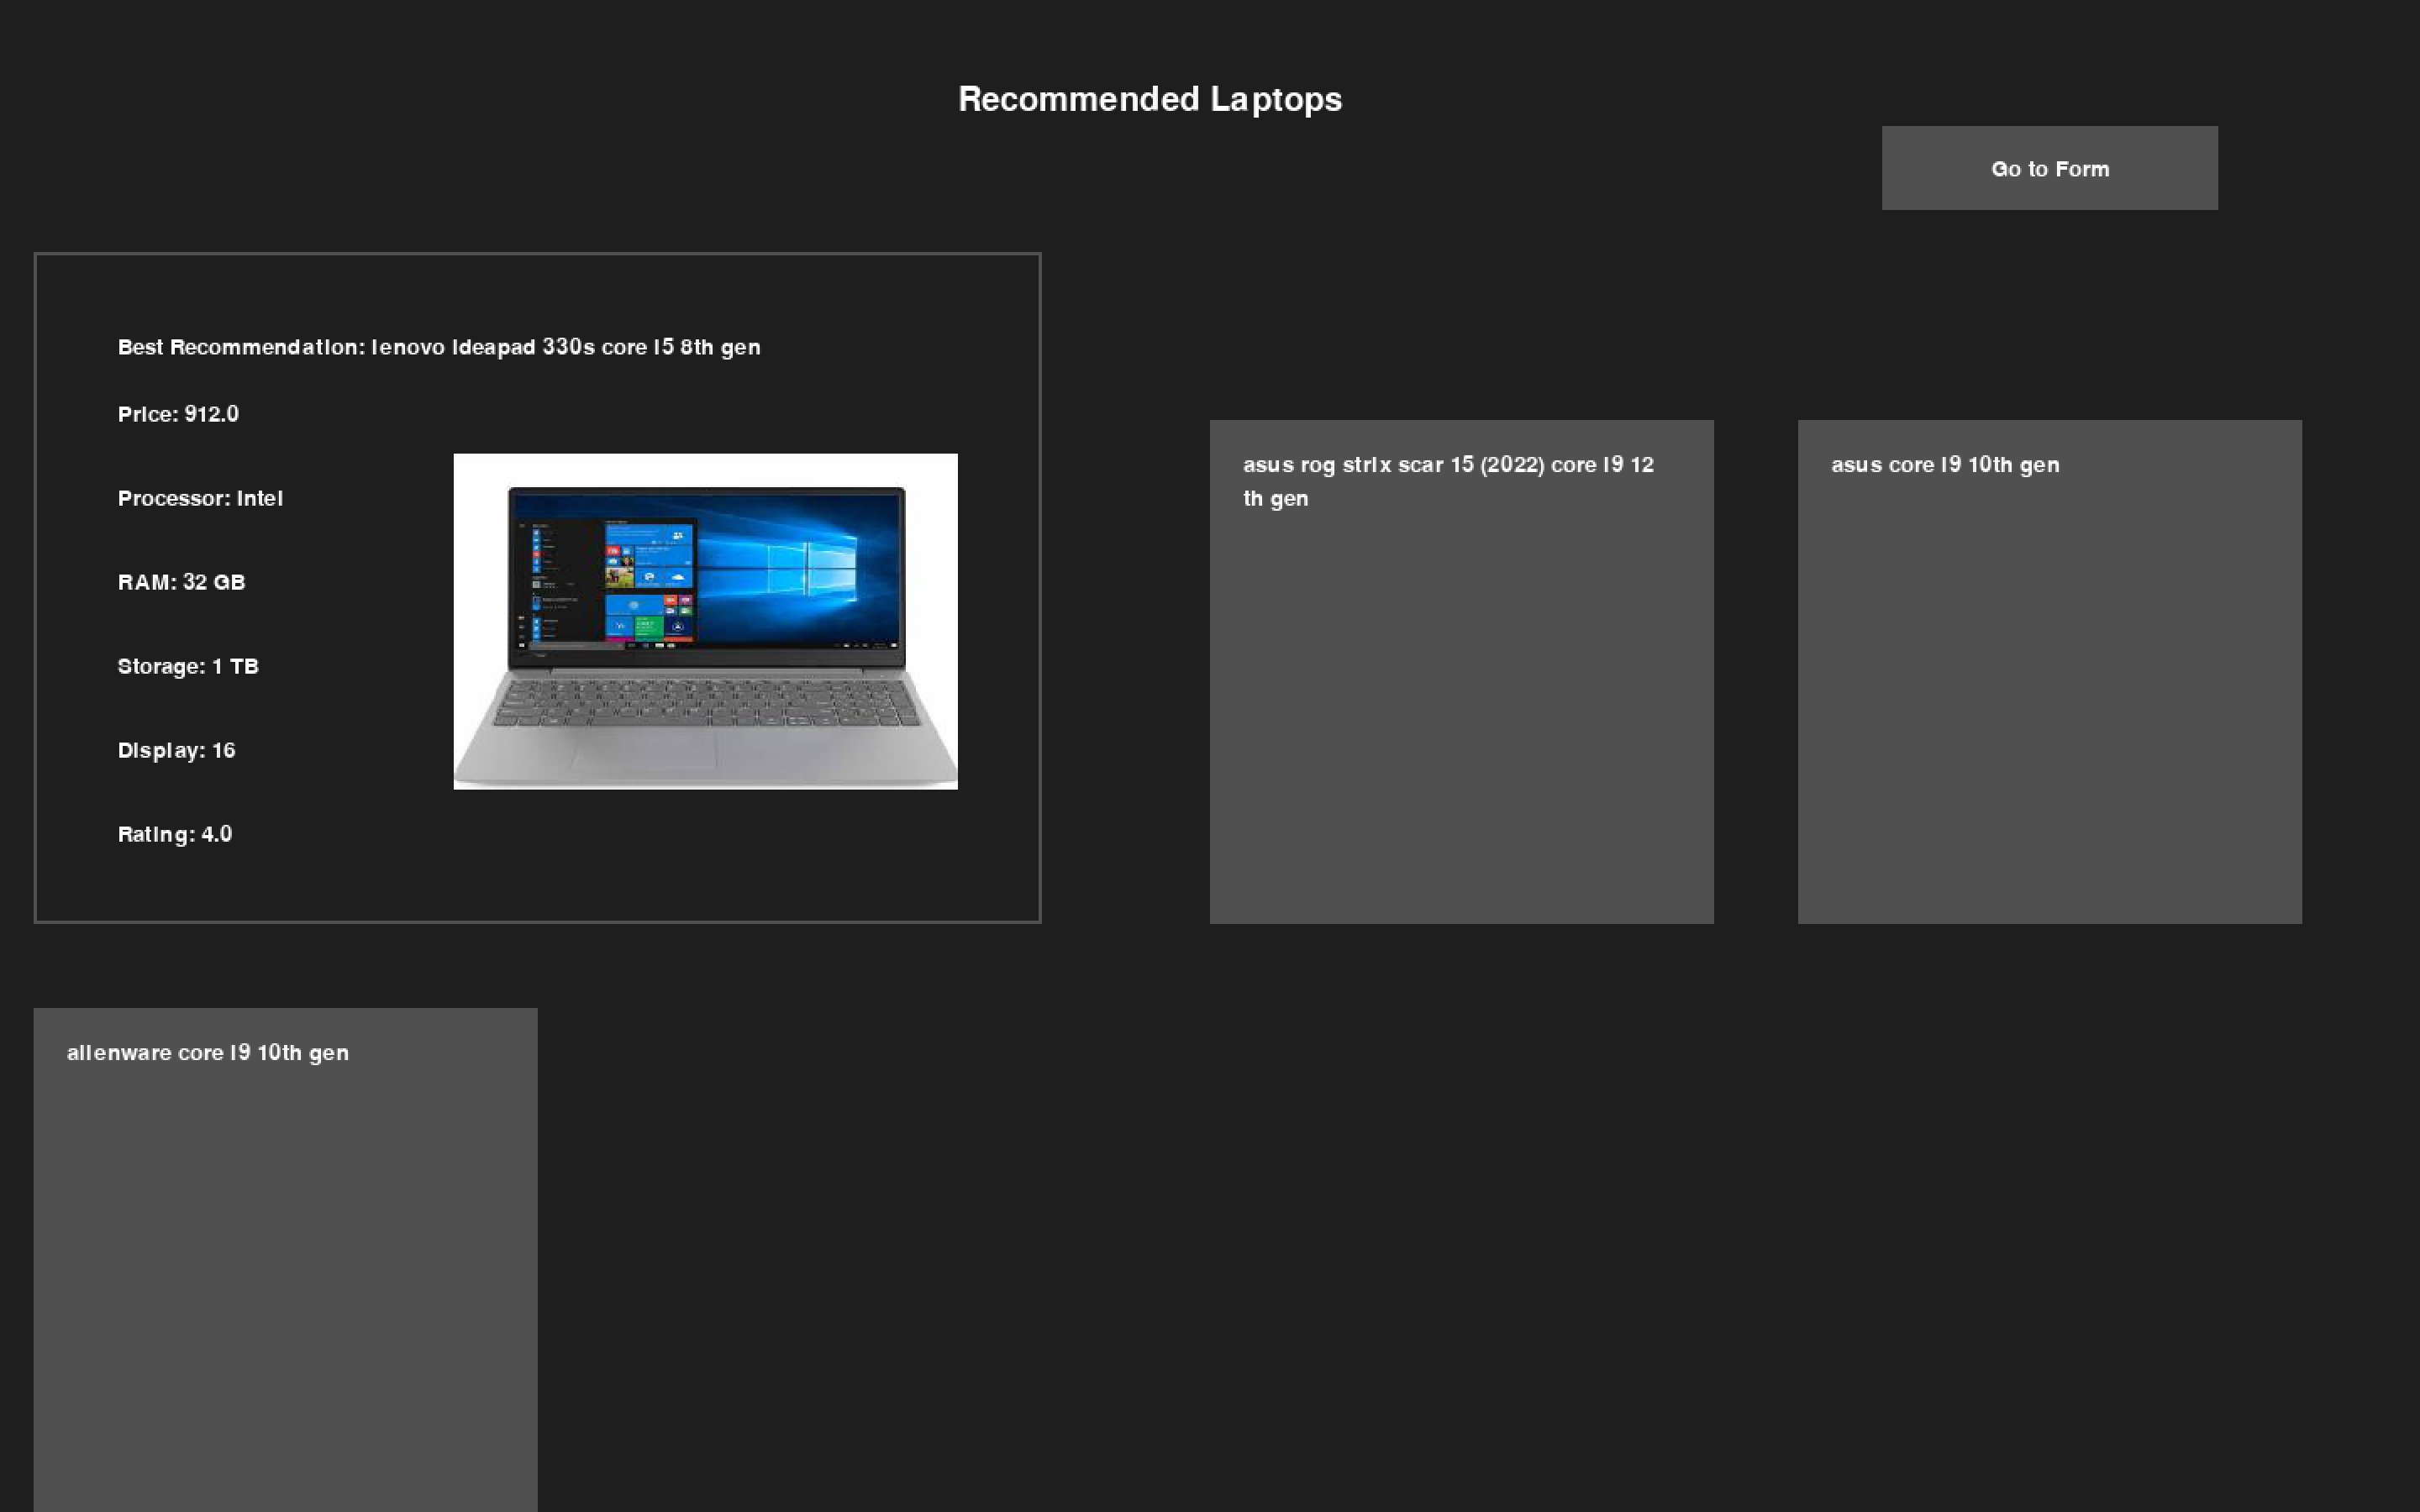 Recommended Laptops
Go to Form
Best Recommendation: lenovo ideapad 330s core i5 8th gen
Price: 912.0
Processor: Intel
RAM: 32 GB
Storage: 1 TB
Display: 16
Rating: 4.0
asus rog strix scar 15 (2022) core i9 12
th gen
asus core i9 10th gen
alienware core i9 10th gen